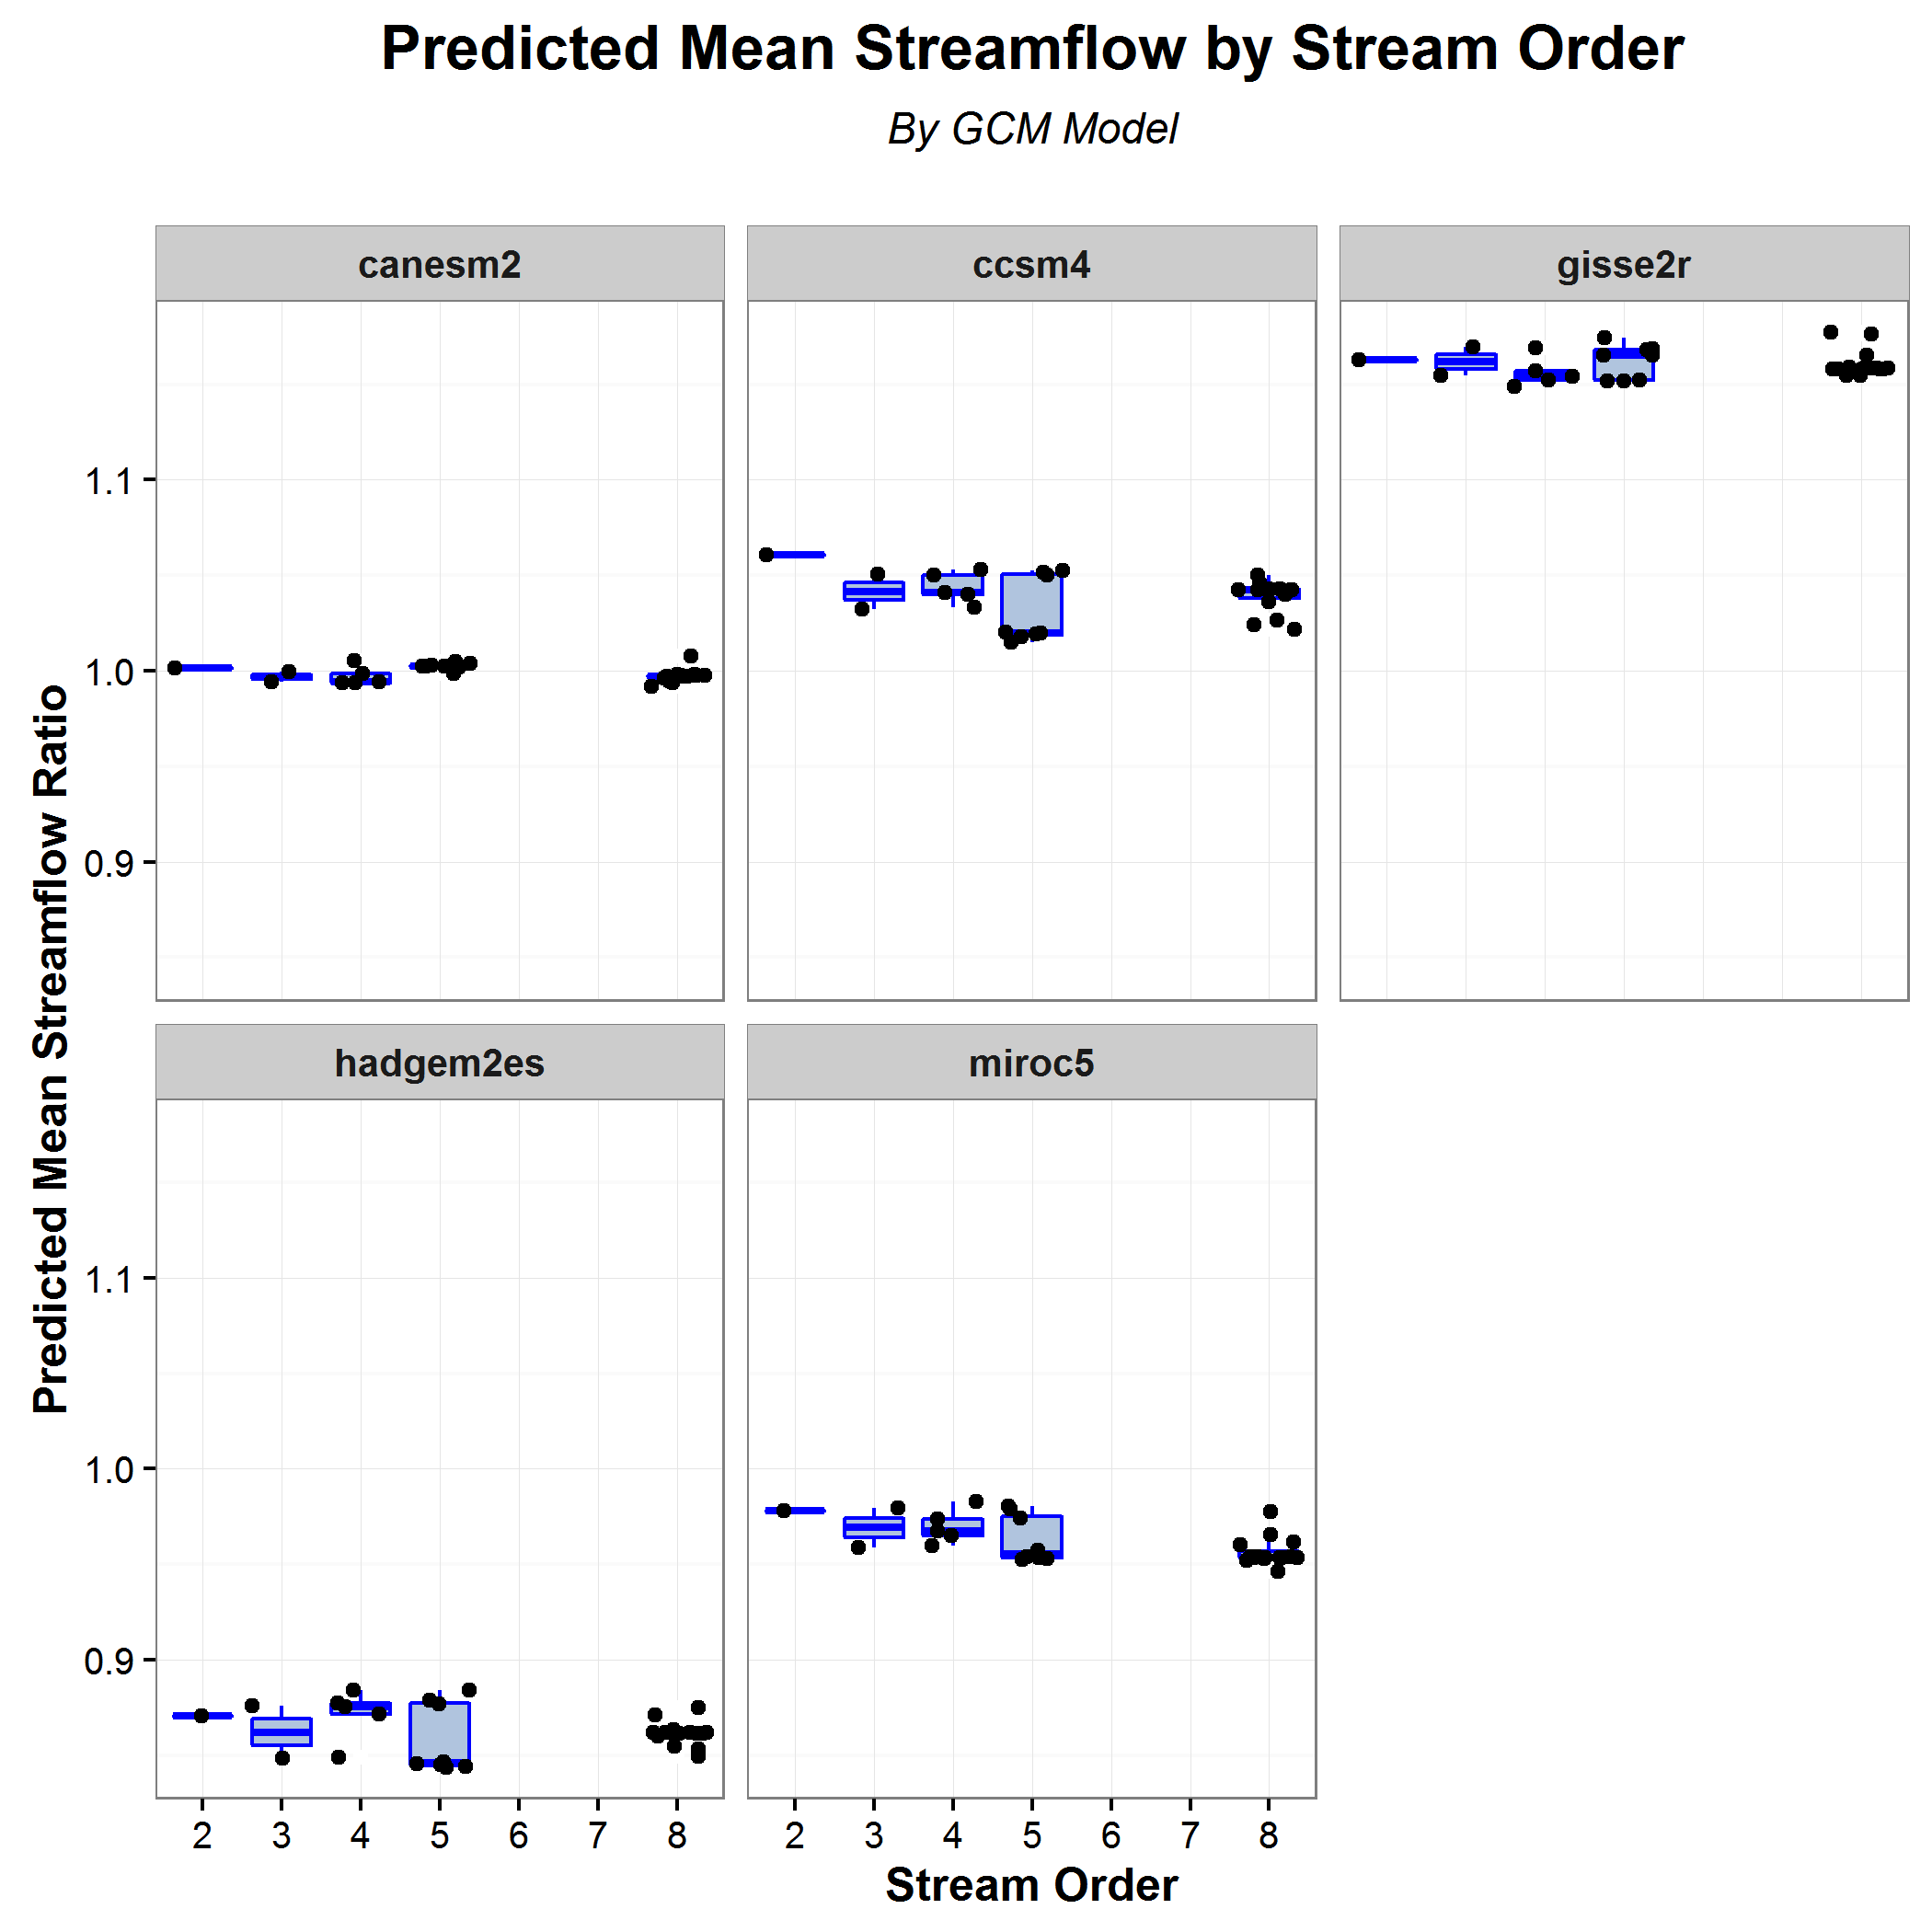 Predicted Mean Streamflow by Stream Order
By GCM Model
canesm2 ccsm4 gisse2r
1.1
1.0
0.9
Predicted Mean Streamflow Ratio
hadgem2es miroc5
1.1
1.0
0.9
2 3 4 5 6 7 8 2 3 4 5 6 7 8
Stream Order